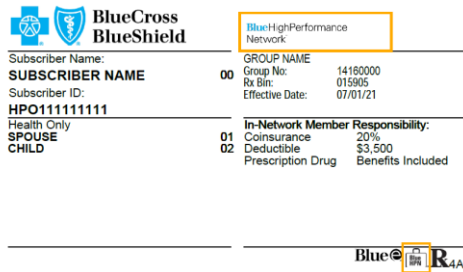 BlueCross
BlueShield
BlueHighPerformance
Network
Subscriber Name:
SUBSCRIBER NAME 00
Subscriber ID:
HPO111111111
GROUP NAME
Group No: 14160000
Rx Bin: 015905
Effective Date: 07/01/21
Health Only
SPOUSE 01
CHILD 02
In-Network Member Responsibility:
Coinsurance 20%
Deductible $3,500
Prescription Drug Benefits Included
Blue e Blue HPN R4A